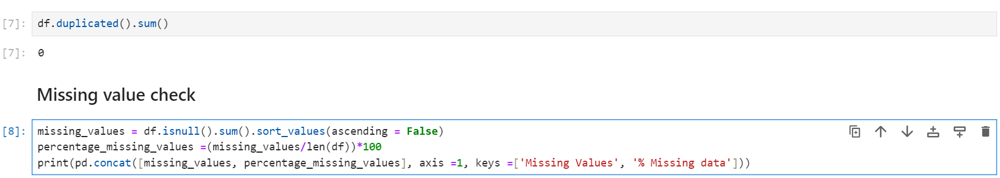 [7]: df.duplicated().sum()
[7]: 0
Missing value check
[8]: missing_values = df.isnull().sum().sort_values(ascending = False)
percentage_missing_values =(missing_values/len(df))*100
print(pd.concat([missing_values, percentage_missing_values], axis =1, keys =['Missing Values', '% Missing data']))